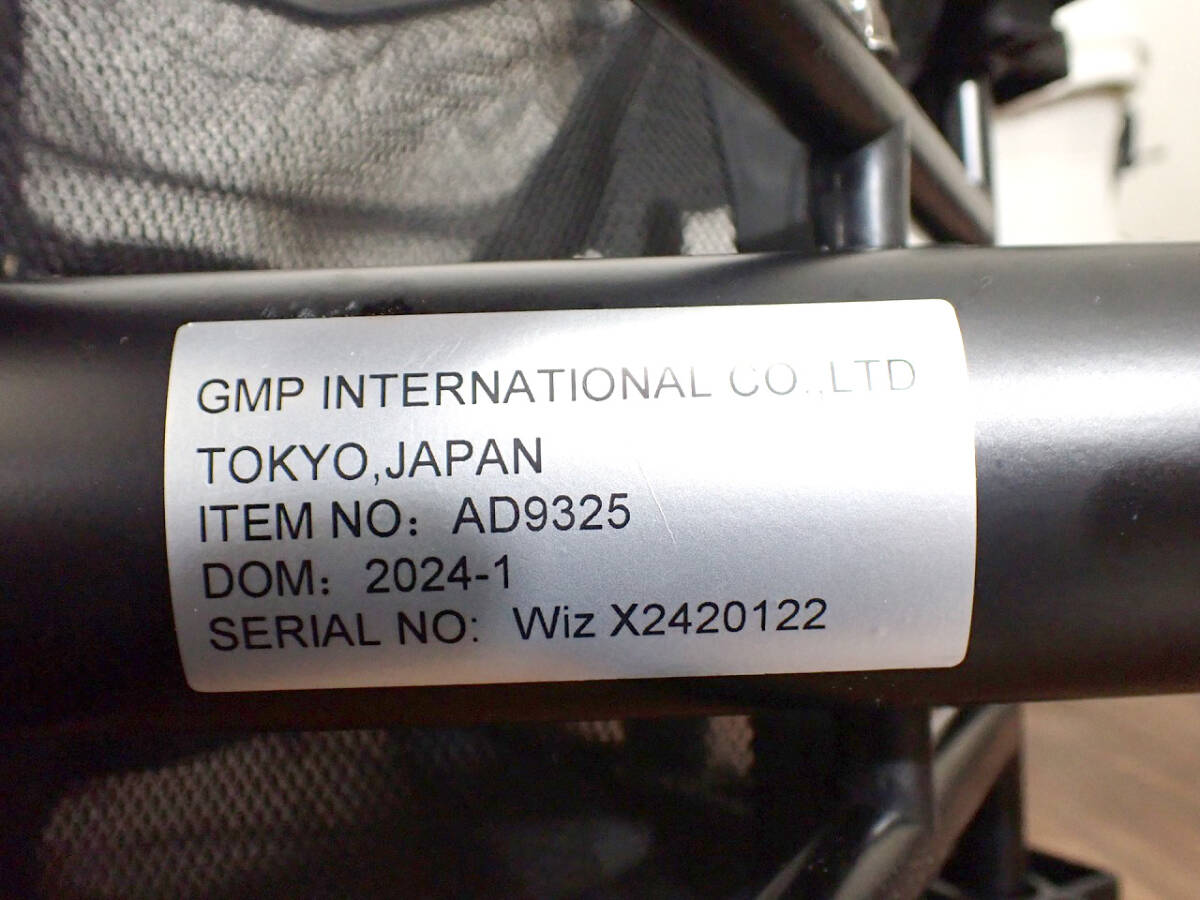 GMP INTERNATIONAL CO.,LTD
TOKYO,JAPAN
ITEM NO: AD9325
DOM: 2024-1
SERIAL NO: Wiz X2420122